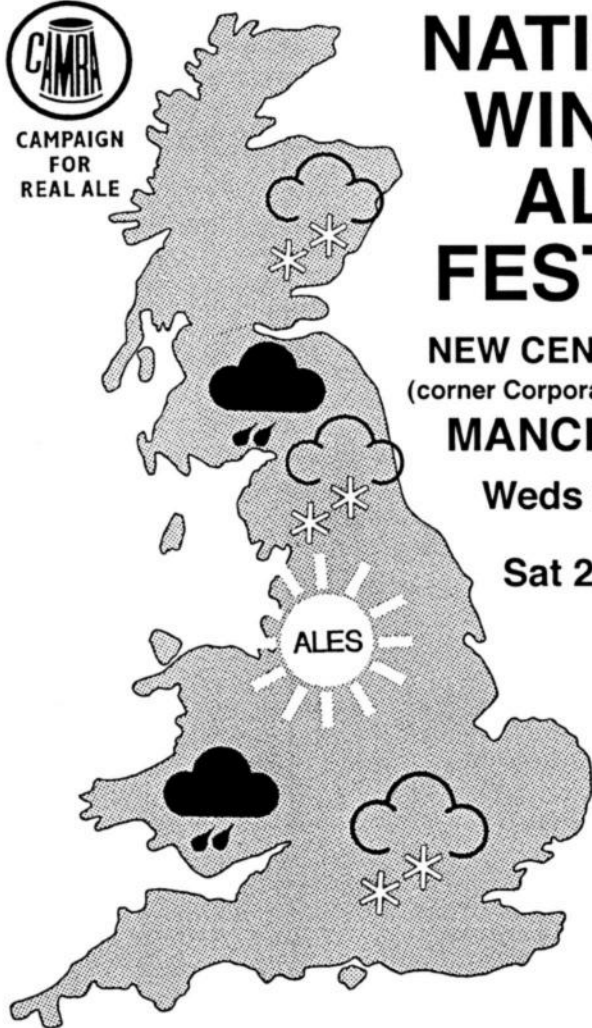 CAMRA
CAMPAIGN
FOR
REAL ALE
NATI
WIN
AL
FEST
NEW CEN
(corner Corpora
MANC
Weds
Sat 2
ALES